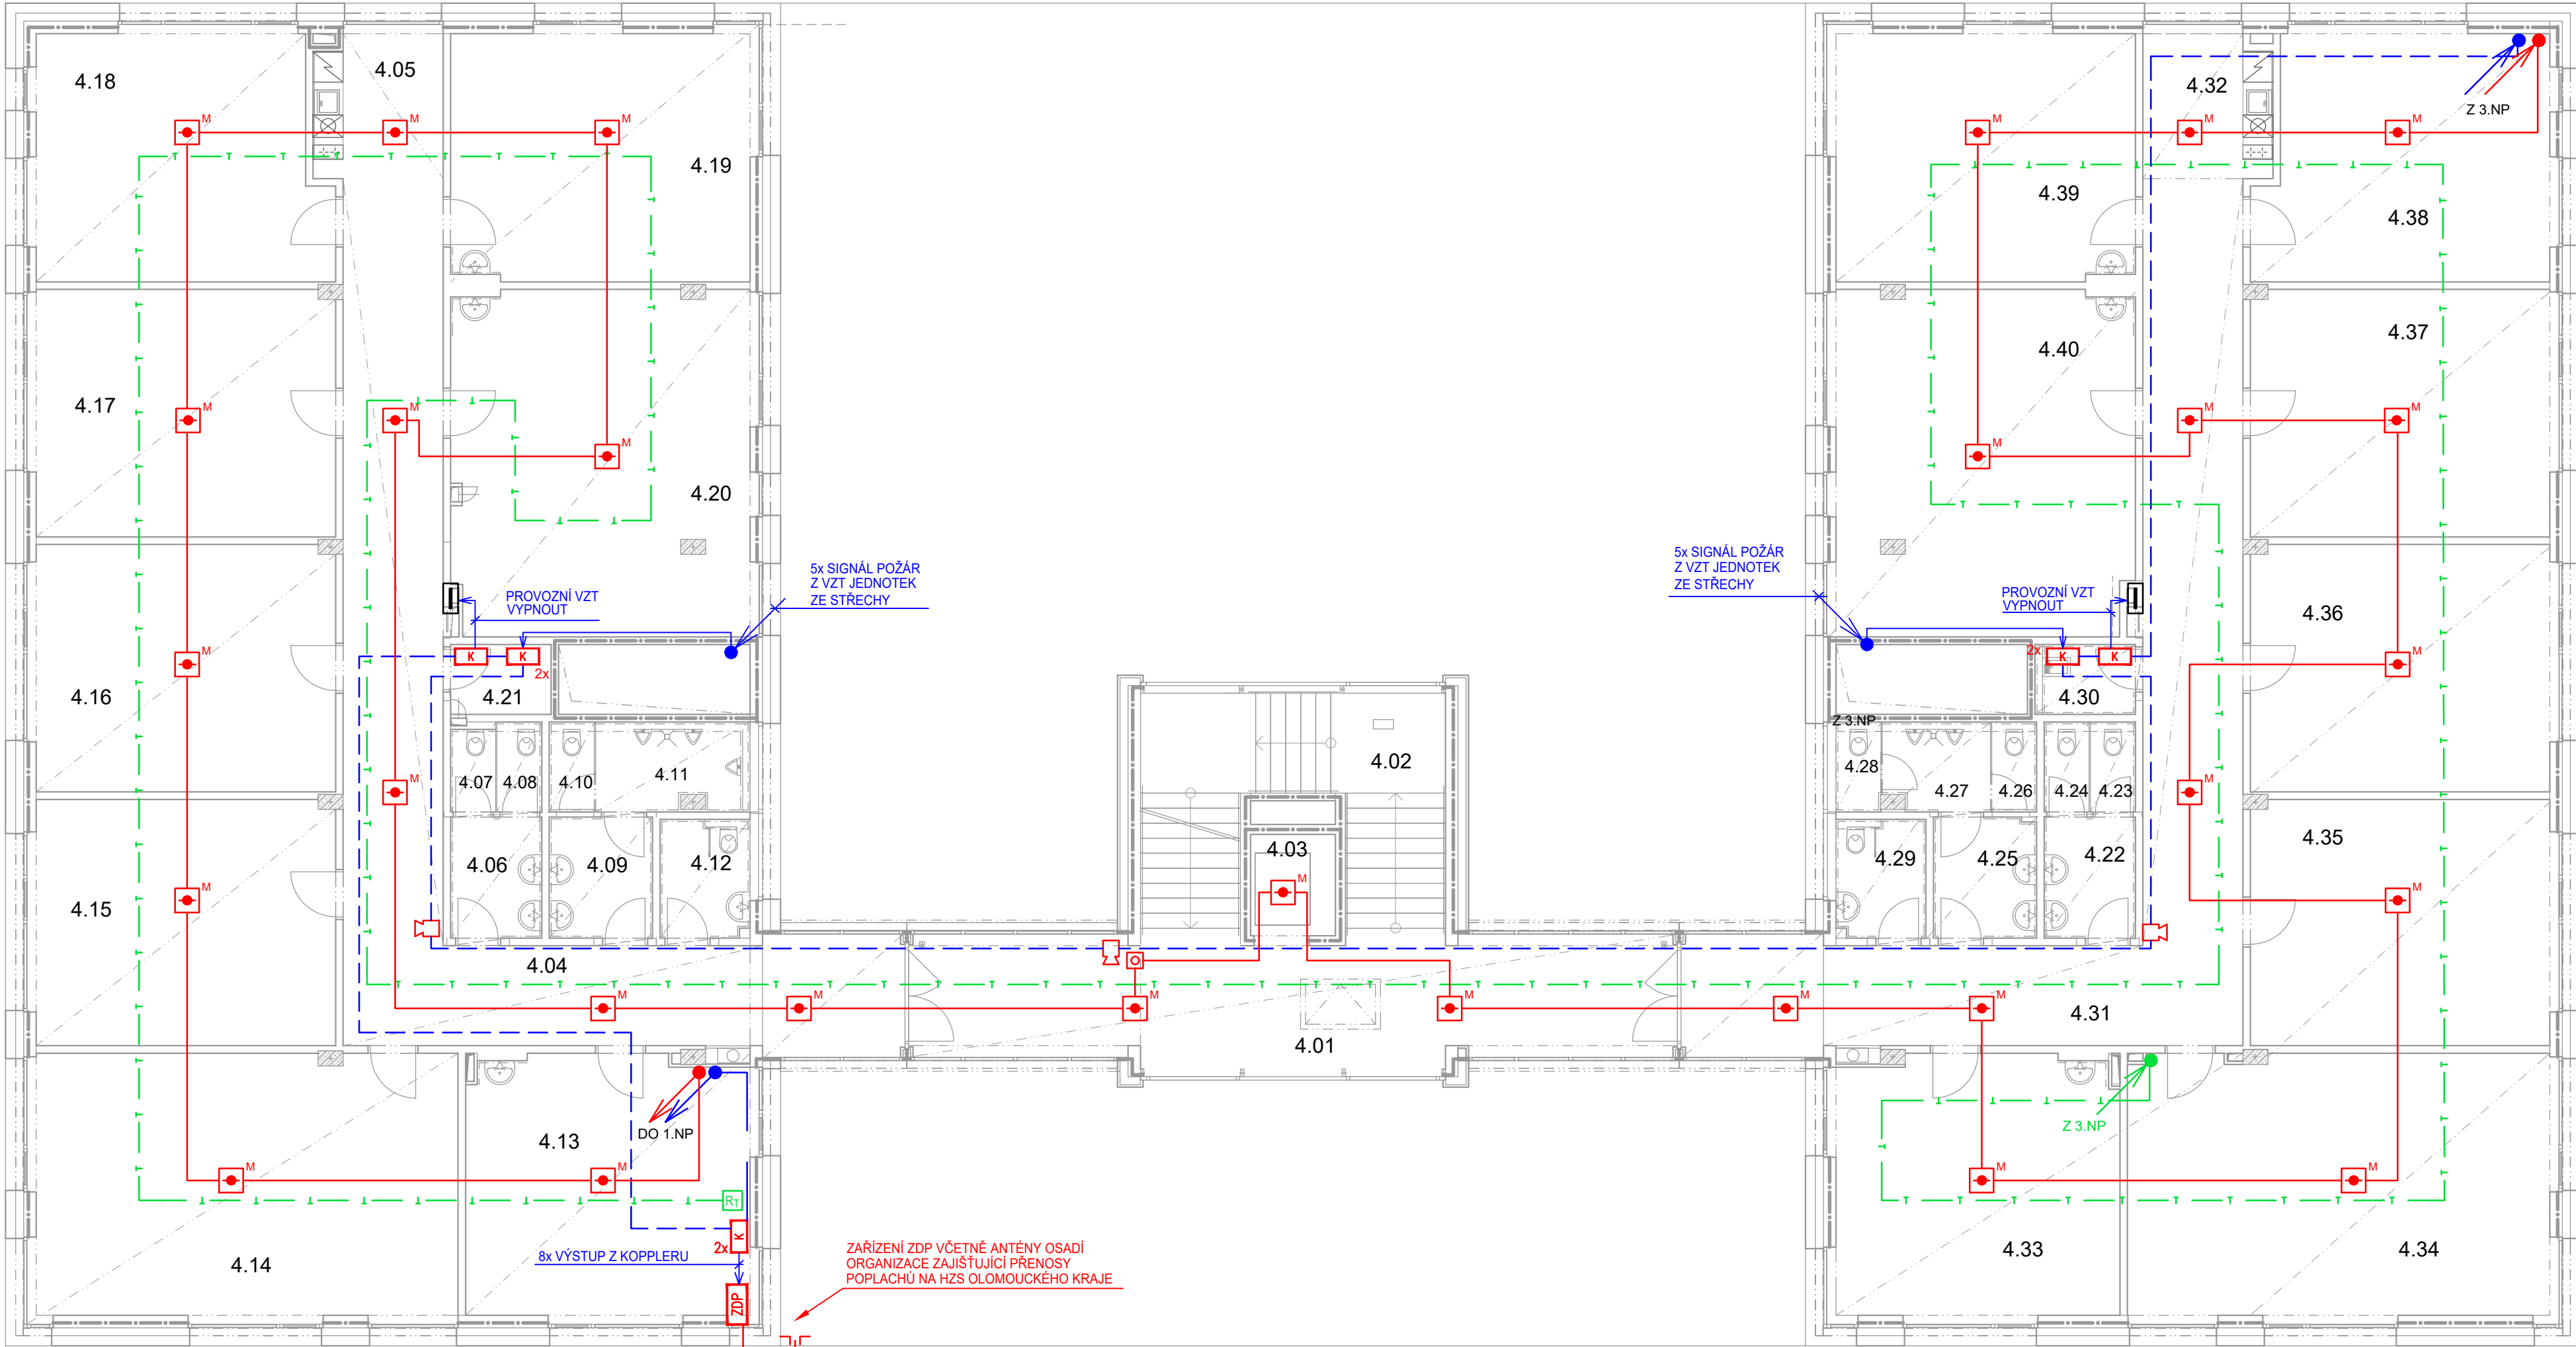 4.18
4.05
M
M
M
4.19
4.17
M
M
M
4.20
PROVOZNÍ VZT
VYPNOUT
5x SIGNÁL POŽÁR
Z VZT JEDNOTEK
ZE STŘECHY
K
K
2x
4.21
4.16
M
4.07
4.08
4.10
4.11
M
4.06
4.09
4.12
4.15
M
4.04
M
M
M
4.02
4.03
M
4.01
M
M
M
4.31
DO 1.NP
4.13
M
M
RT
K
2x
8x VÝSTUP Z KOPPLERU
ZDP
4.14
ZAŘÍZENÍ ZDP VČETNĚ ANTÉNY OSADÍ
ORGANIZACE ZAJIŠŤUJÍCÍ PŘENOSY
POPLACHŮ NA HZS OLOMOUCKÉHO KRAJE
4.32
Z 3.NP
M
M
M
4.39
4.38
4.37
4.40
M
M
M
5x SIGNÁL POŽÁR
Z VZT JEDNOTEK
ZE STŘECHY
PROVOZNÍ VZT
VYPNOUT
4.36
2x
K
K
M
4.30
Z 3.NP
4.28
4.27
4.26
4.24
4.23
M
4.35
4.29
4.25
4.22
M
Z 3.NP
M
M
4.33
4.34